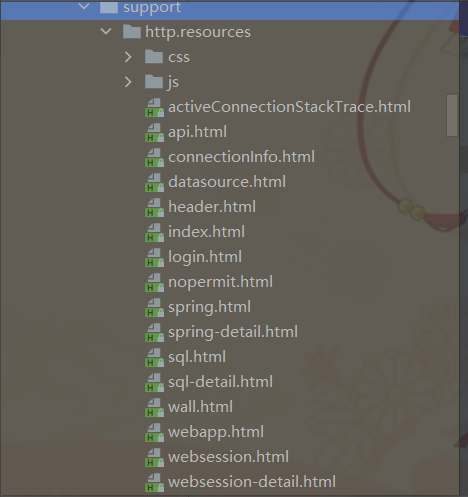 support
http.resources
css
js
activeConnectionStackTrace.html
api.html
connectionInfo.html
datasource.html
header.html
index.html
login.html
nopermit.html
spring.html
spring-detail.html
sql.html
sql-detail.html
wall.html
webapp.html
websession.html
websession-detail.html